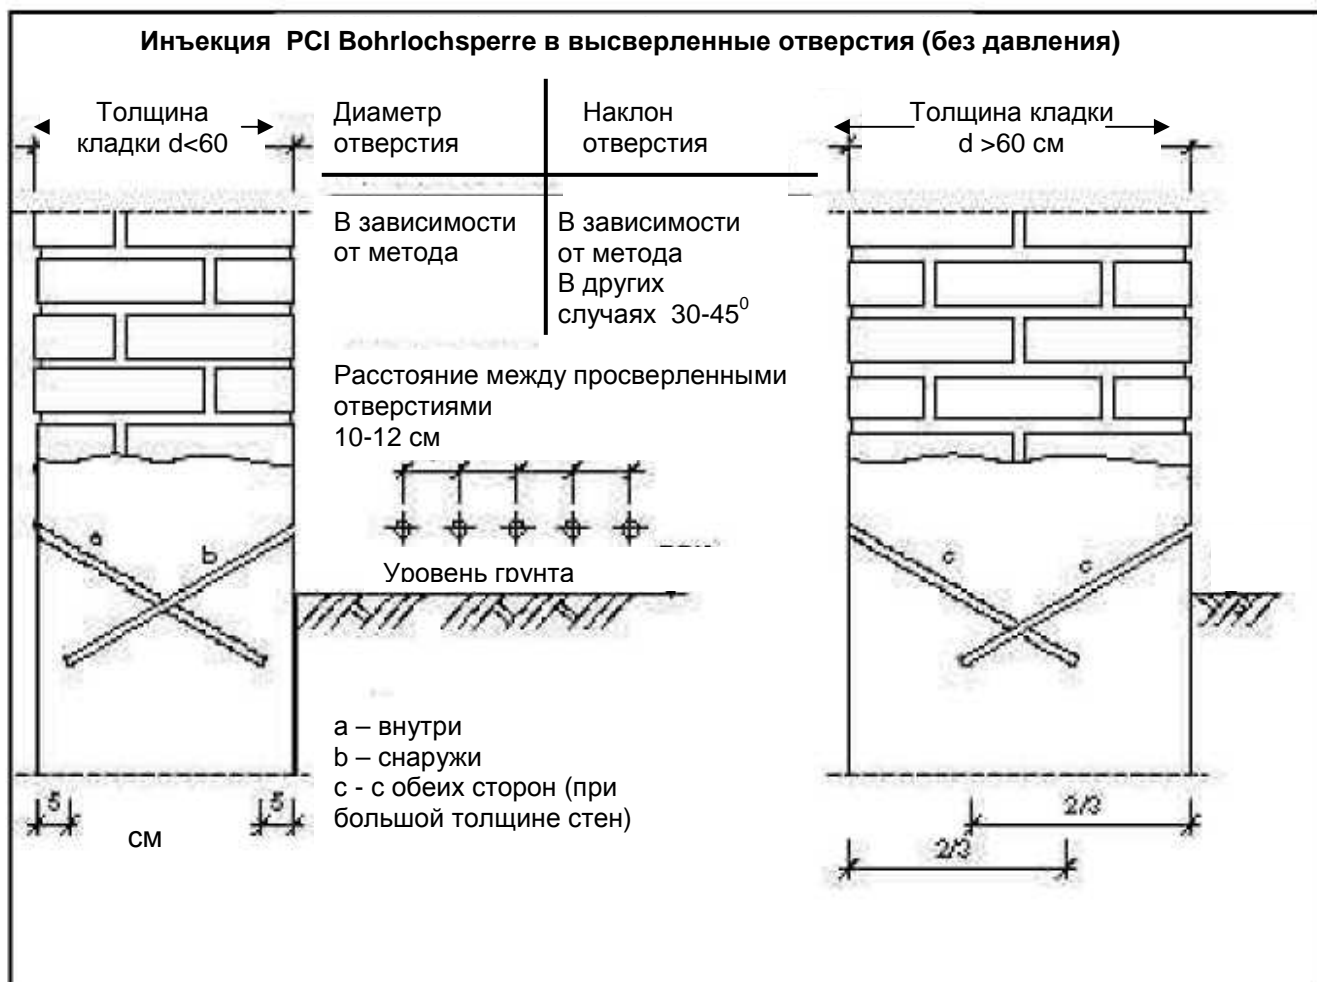 Инъекция PCI Bohrlochsperre в высверленные отверстия (без давления)
Толщина
кладки d<60
Диаметр
отверстия
Наклон
отверстия
Толщина кладки
d >60 см
В зависимости
от метода
В зависимости
от метода
В других
случаях 30-45⁰
Расстояние между просверленными
отверстиями
10-12 см
a
b
Уровень грунта
c
c
a – внутри
b – снаружи
c - с обеих сторон (при
большой толщине стен)
5
5
см
2/3
2/3